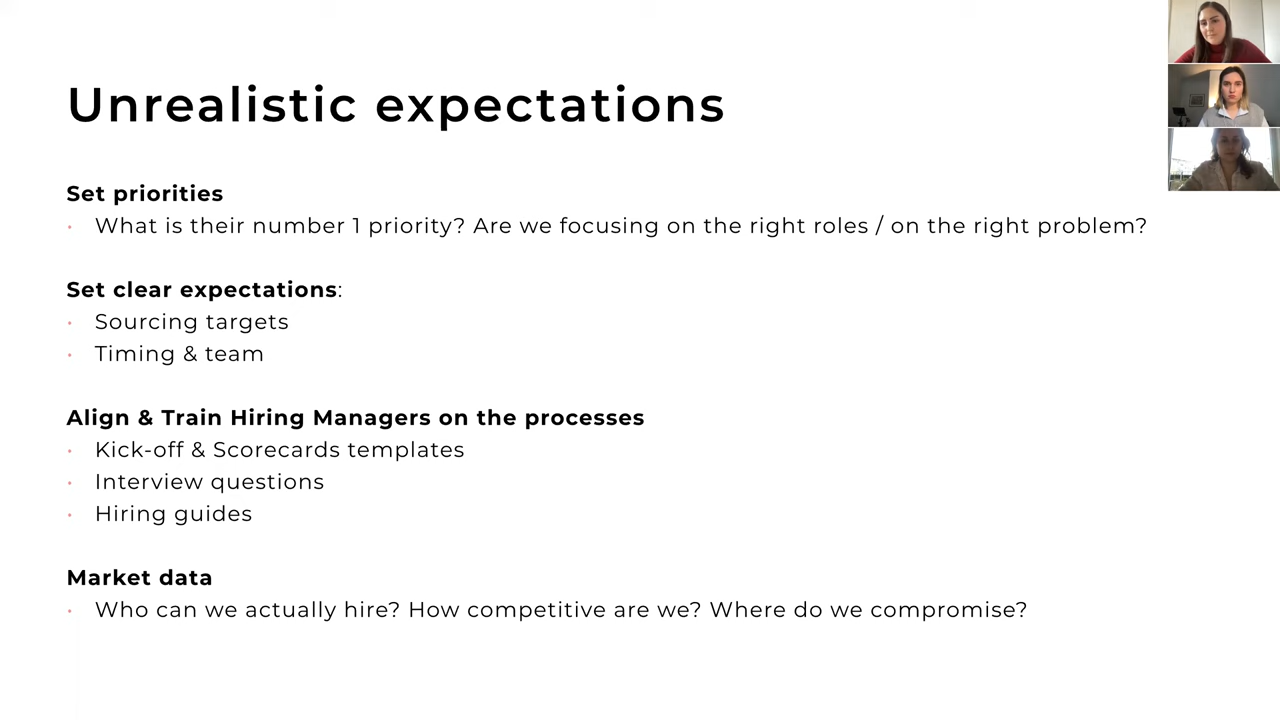 Unrealistic expectations
Set priorities
• What is their number 1 priority? Are we focusing on the right roles / on the right problem?
Set clear expectations:
• Sourcing targets
• Timing & team
Align & Train Hiring Managers on the processes
• Kick-off & Scorecards templates
• Interview questions
• Hiring guides
Market data
• Who can we actually hire? How competitive are we? Where do we compromise?